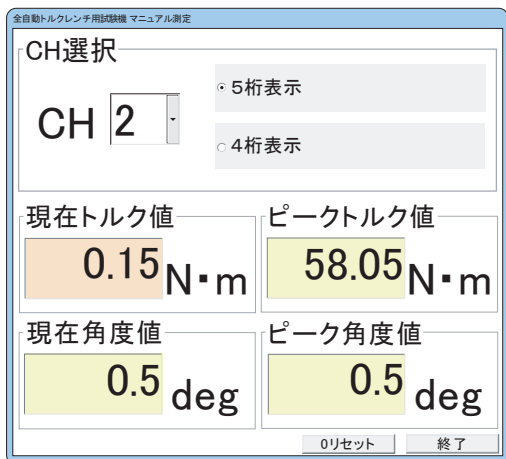 全自動トルクレンチ用試験機 マニュアル測定
CH選択
CH 2
5桁表示
4桁表示
現在トルク値
0.15 N・m
ピークトルク値
58.05 N・m
現在角度値
0.5 deg
ピーク角度値
0.5 deg
0リセット
終了